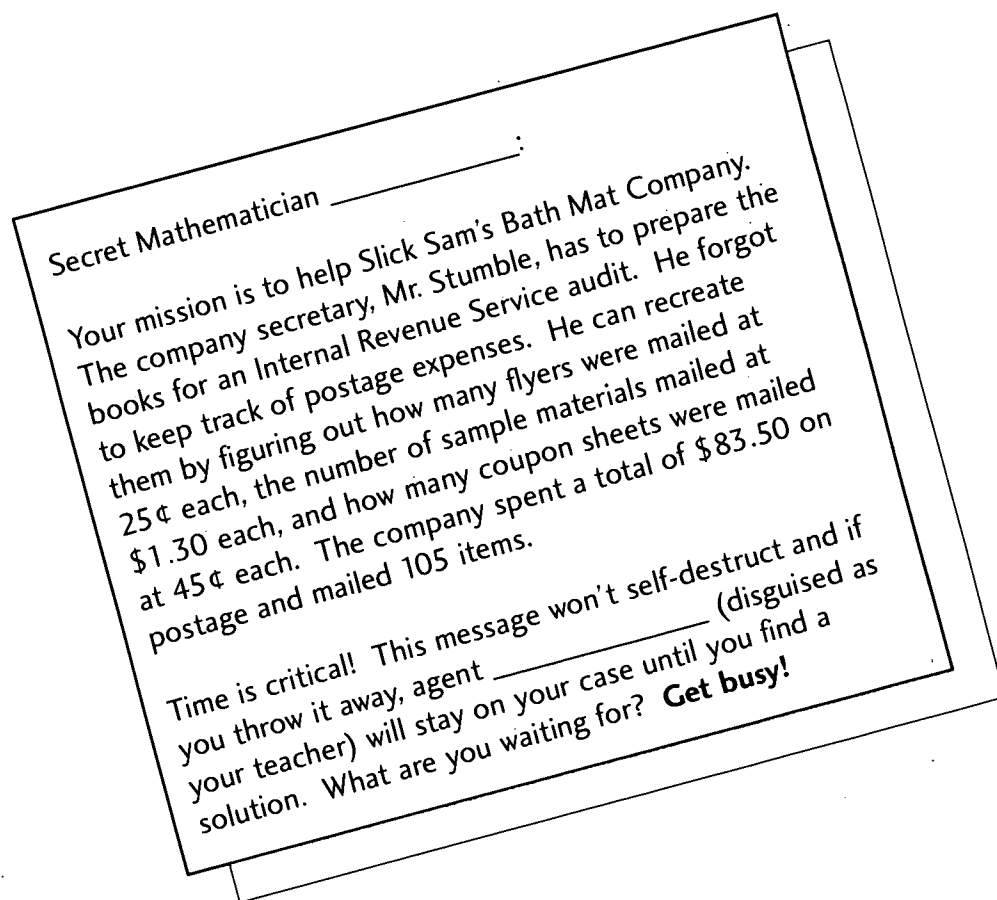 Secret Mathematician ____________:
Your mission is to help Slick Sam's Bath Mat Company.
The company secretary, Mr. Stumble, has to prepare the
books for an Internal Revenue Service audit. He forgot
to keep track of postage expenses. He can recreate
them by figuring out how many flyers were mailed at
25¢ each, the number of sample materials mailed at
$1.30 each, and how many coupon sheets were mailed
at 45¢ each. The company spent a total of $83.50 on
postage and mailed 105 items.
Time is critical! This message won't self-destruct and if
you throw it away, agent ____________ (disguised as
your teacher) will stay on your case until you find a
solution. What are you waiting for? Get busy!